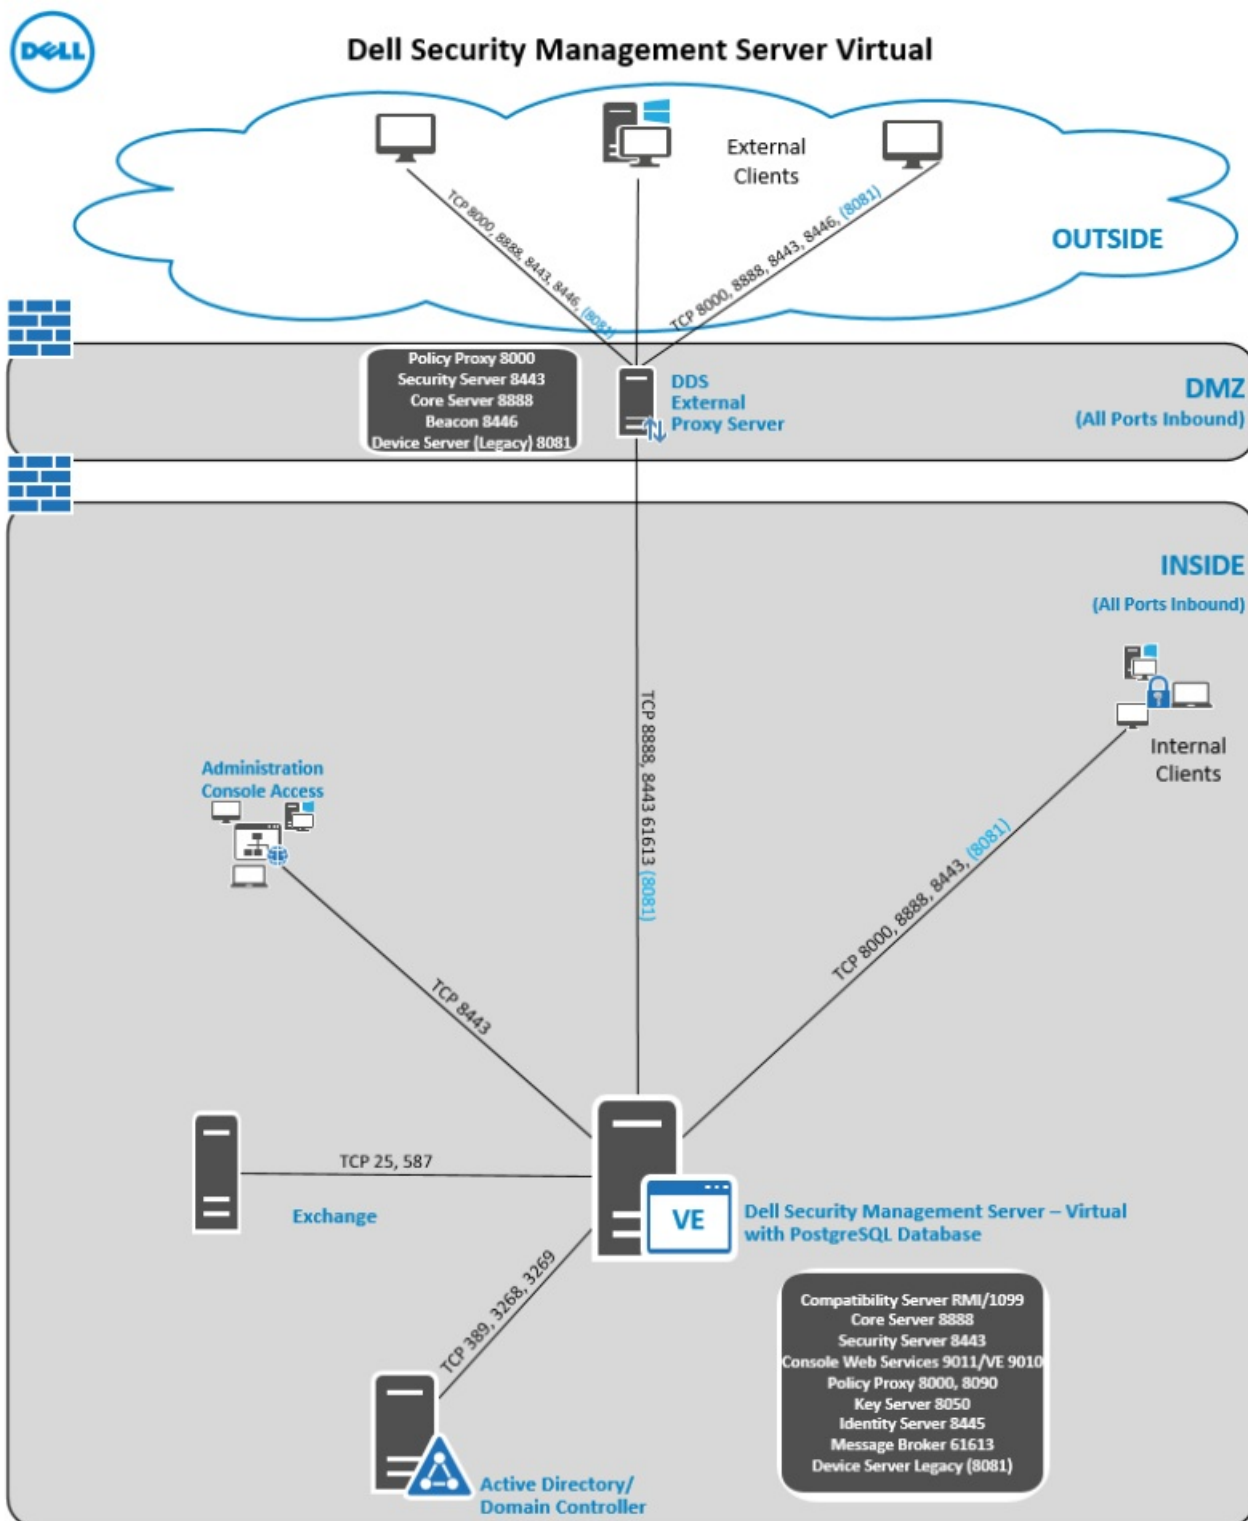 DELL
Dell Security Management Server Virtual
External
Clients
TCP 8000, 8888, 8443, 8446, (8081)
TCP 8000, 8888, 8443, 8446, (8081)
OUTSIDE
Policy Proxy 8000
Security Server 8443
Core Server 8888
Beacon 8446
Device Server (Legacy) 8081
DDS
External
Proxy Server
DMZ
(All Ports Inbound)
INSIDE
(All Ports Inbound)
Internal
Clients
TCP 8888, 8443 61613 (8081)
Administration
Console Access
TCP 8000, 8888, 8443, (8081)
TCP 8443
TCP 25, 587
Exchange
VE
Dell Security Management Server – Virtual
with PostgreSQL Database
TCP 389, 3268, 3269
Compatibility Server RMI/1099
Core Server 8888
Security Server 8443
Console Web Services 9011/VE 9010
Policy Proxy 8000, 8090
Key Server 8050
Identity Server 8445
Message Broker 61613
Device Server Legacy (8081)
Active Directory/
Domain Controller